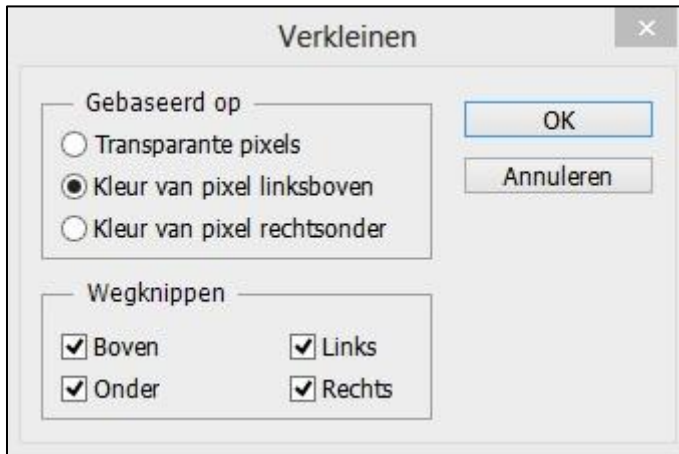 Verkleinen
Gebaseerd op
Transparante pixels
Kleur van pixel linksboven
Kleur van pixel rechtsonder
OK
Annuleren
Wegknippen
Boven
Links
Onder
Rechts